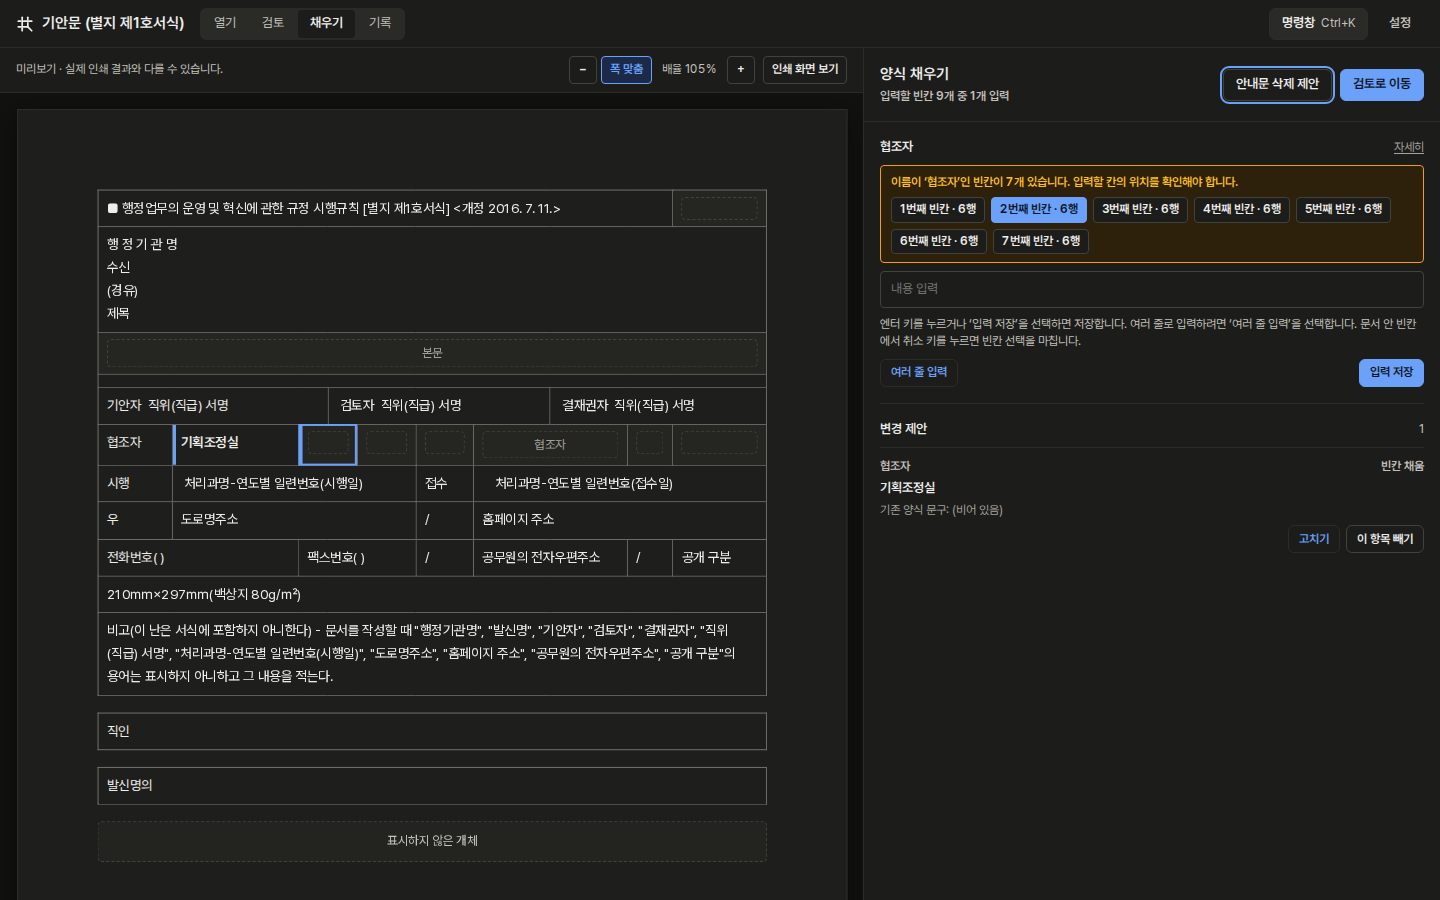 기안문 (별지 제1호서식)
열기 검토 채우기 기록
명령창 Ctrl+K 설정
미리보기 · 실제 인쇄 결과와 다를 수 있습니다.
− 폭 맞춤 배율 105% + 인쇄 화면 보기
■ 행정업무의 운영 및 혁신에 관한 규정 시행규칙 [별지 제1호서식] <개정 2016. 7. 11.>
행 정 기 관 명
수신
(경유)
제목
본문
기안자 직위(직급) 서명 검토자 직위(직급) 서명 결재권자 직위(직급) 서명
협조자 기획조정실 협조자
시행 처리과명-연도별 일련번호(시행일) 접수 처리과명-연도별 일련번호(접수일)
우 도로명주소 / 홈페이지 주소
전화번호( ) 팩스번호( ) / 공무원의 전자우편주소 / 공개 구분
210mm×297mm(백상지 80g/m²)
비고(이 난은 서식에 포함하지 아니한다) - 문서를 작성할 때 "행정기관명", "발신명", "기안자", "검토자", "결재권자", "직위
(직급) 서명", "처리과명-연도별 일련번호(시행일)", "도로명주소", "홈페이지 주소", "공무원의 전자우편주소", "공개 구분"의
용어는 표시하지 아니하고 그 내용을 적는다.
직인
발신명의
표시하지 않은 개체
양식 채우기
입력할 빈칸 9개 중 1개 입력
안내문 삭제 제안 검토로 이동
협조자 자세히
이름이 '협조자'인 빈칸이 7개 있습니다. 입력할 칸의 위치를 확인해야 합니다.
1번째 빈칸 · 6행 2번째 빈칸 · 6행 3번째 빈칸 · 6행 4번째 빈칸 · 6행 5번째 빈칸 · 6행
6번째 빈칸 · 6행 7번째 빈칸 · 6행
내용 입력
엔터 키를 누르거나 '입력 저장'을 선택하면 저장합니다. 여러 줄로 입력하려면 '여러 줄 입력'을 선택합니다. 문서 안 빈칸
에서 취소 키를 누르면 빈칸 선택을 마칩니다.
여러 줄 입력 입력 저장
변경 제안 1
협조자 빈칸 채움
기획조정실
기존 양식 문구: (비어 있음)
고치기 이 항목 빼기